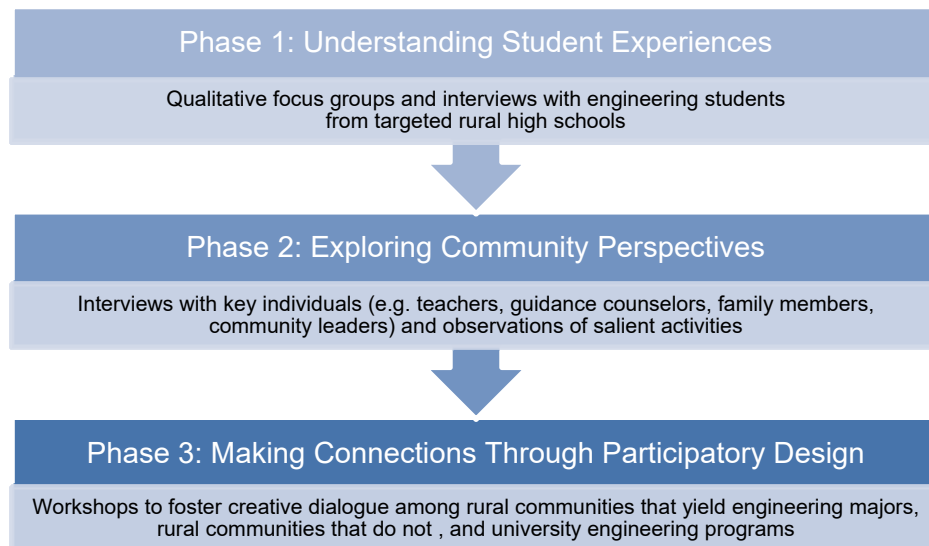 Phase 1: Understanding Student Experiences
Qualitative focus groups and interviews with engineering students
from targeted rural high schools
Phase 2: Exploring Community Perspectives
Interviews with key individuals (e.g. teachers, guidance counselors, family members,
community leaders) and observations of salient activities
Phase 3: Making Connections Through Participatory Design
Workshops to foster creative dialogue among rural communities that yield engineering majors,
rural communities that do not , and university engineering programs